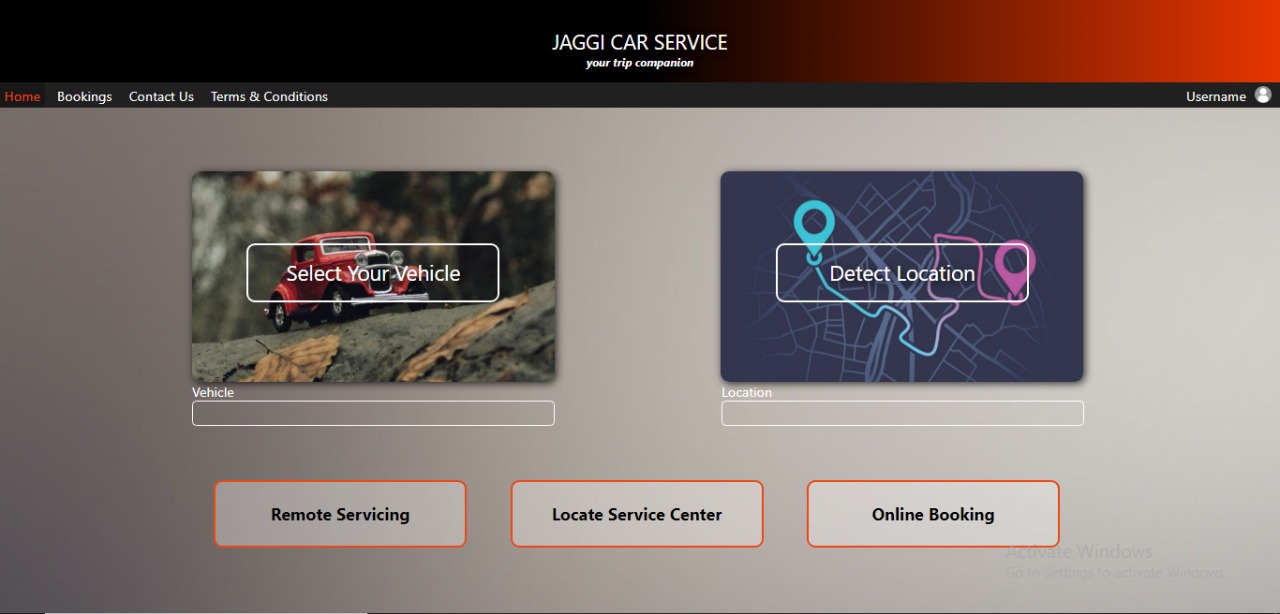 JAGGI CAR SERVICE
your trip companion
Home Bookings Contact Us Terms & Conditions Username
Select Your Vehicle
Detect Location
Vehicle
Location
Remote Servicing
Locate Service Center
Online Booking
Activate Windows
Go to Settings to activate Windows.